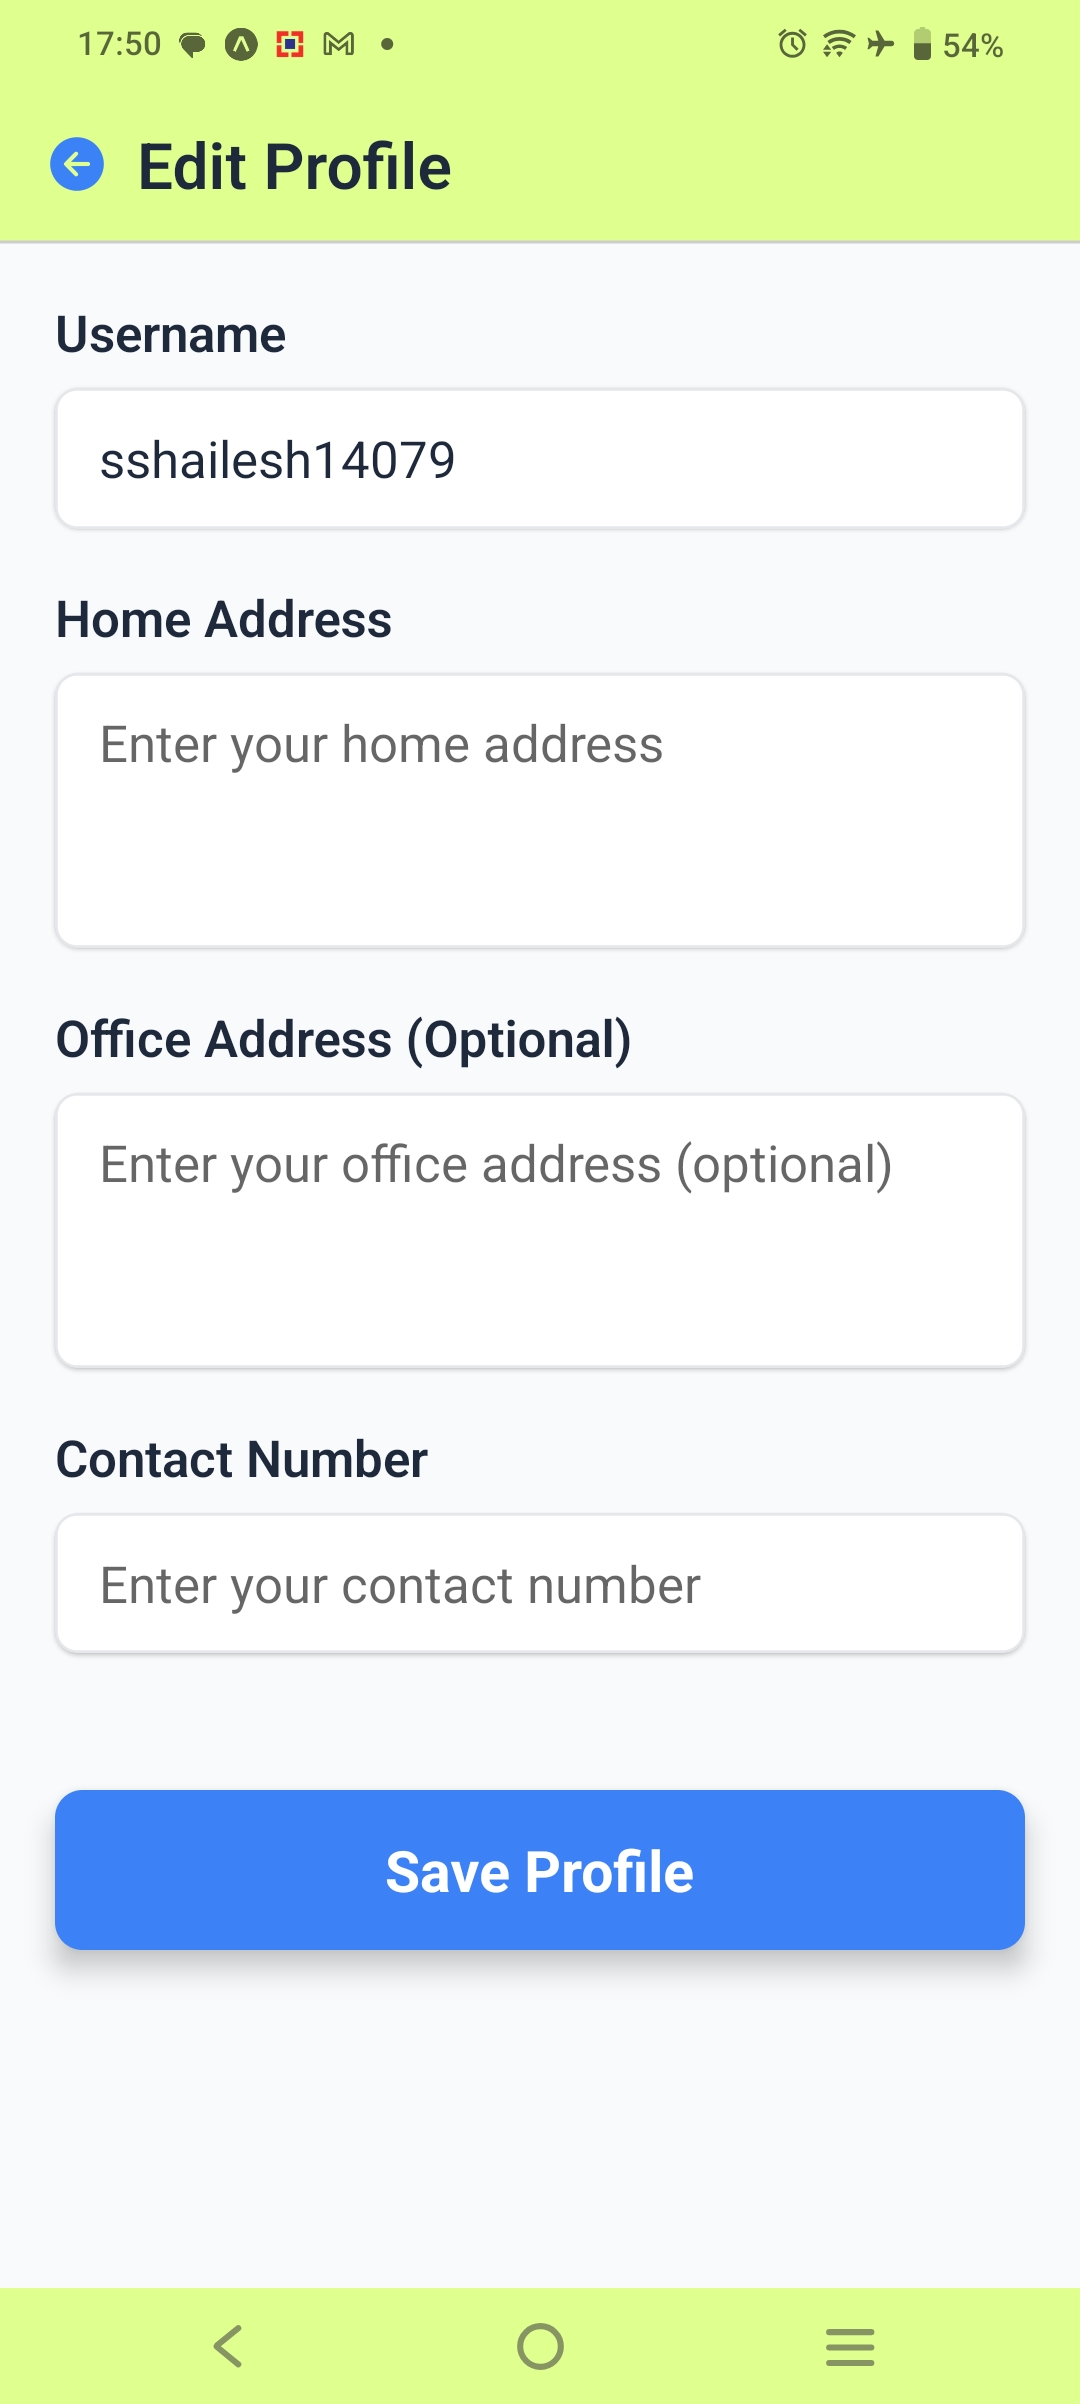 17:50 54%
Edit Profile
Username
sshailesh14079
Home Address
Enter your home address
Office Address (Optional)
Enter your office address (optional)
Contact Number
Enter your contact number
Save Profile